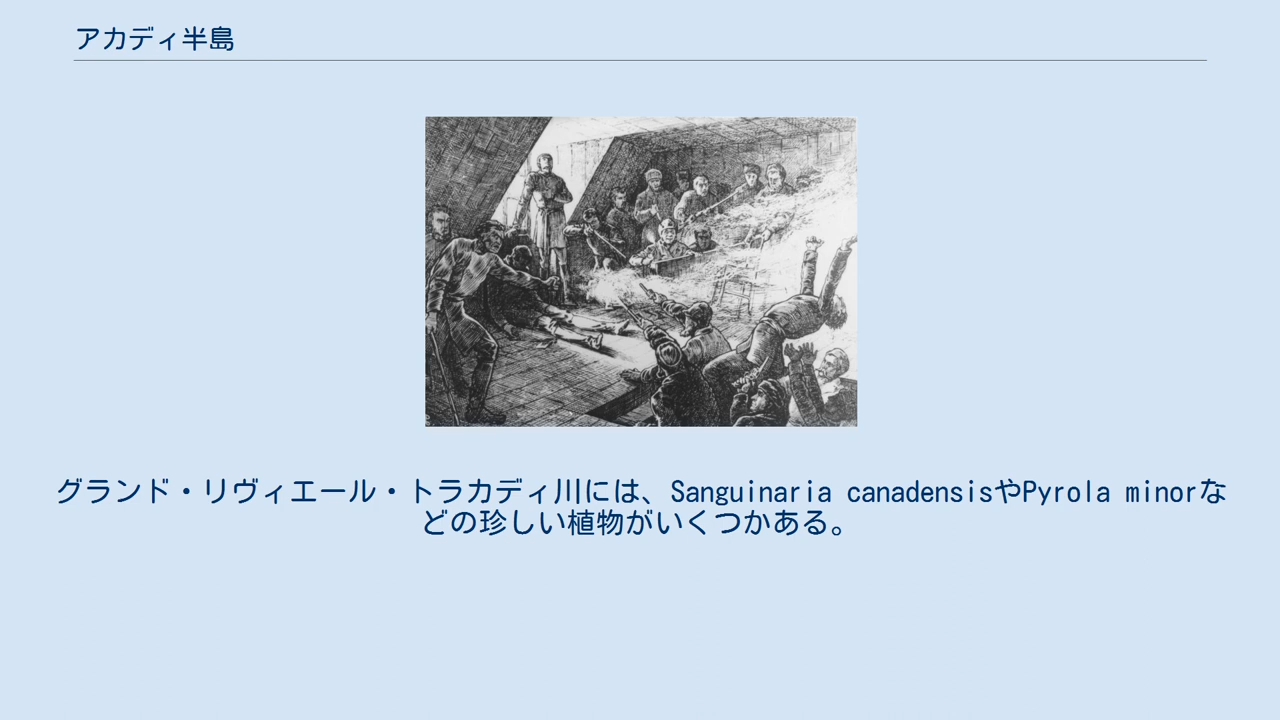 アカディ半島
グランド・リヴィエール・トラカディ川には、Sanguinaria canadensisやPyrola minorな
どの珍しい植物がいくつかある。